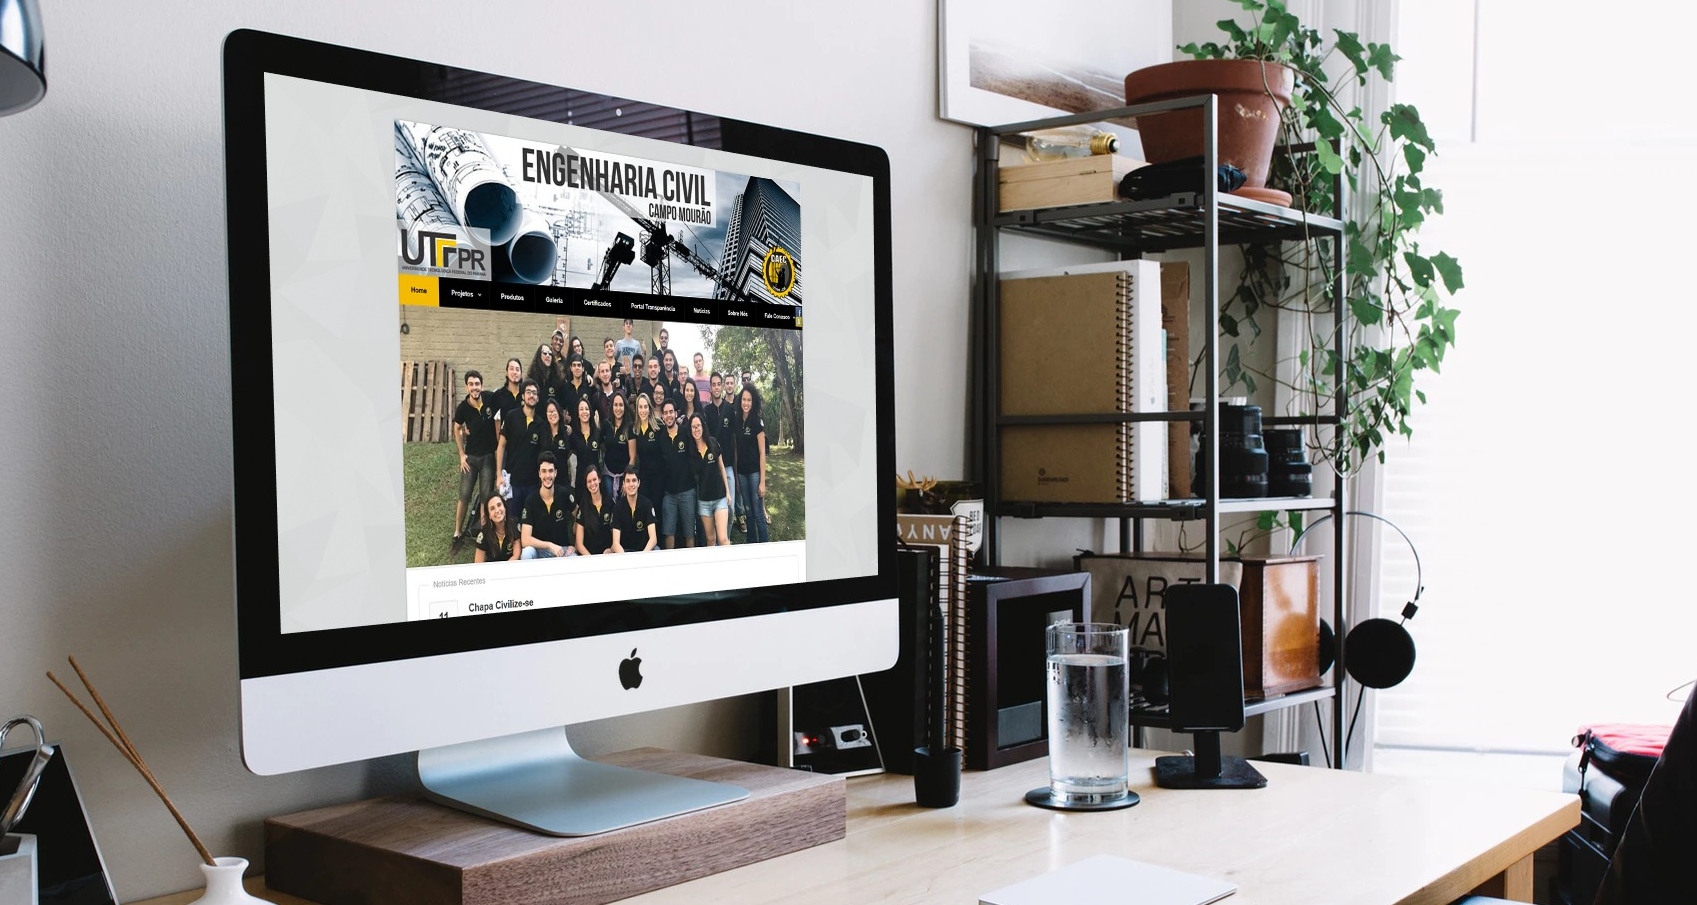 ENGENHARIA CIVIL
CAMPO MOURÃO
UTFPR
UNIVERSIDADE TECNOLÓGICA FEDERAL DO PARANÁ
CAEC
Home
Projetos
Produtos
Galeria
Certificados
Portal Transparência
Notícias
Sobre Nós
Fale Conosco
Notícias Recentes
11
Chapa Civilize-se
ANY
ART
MA